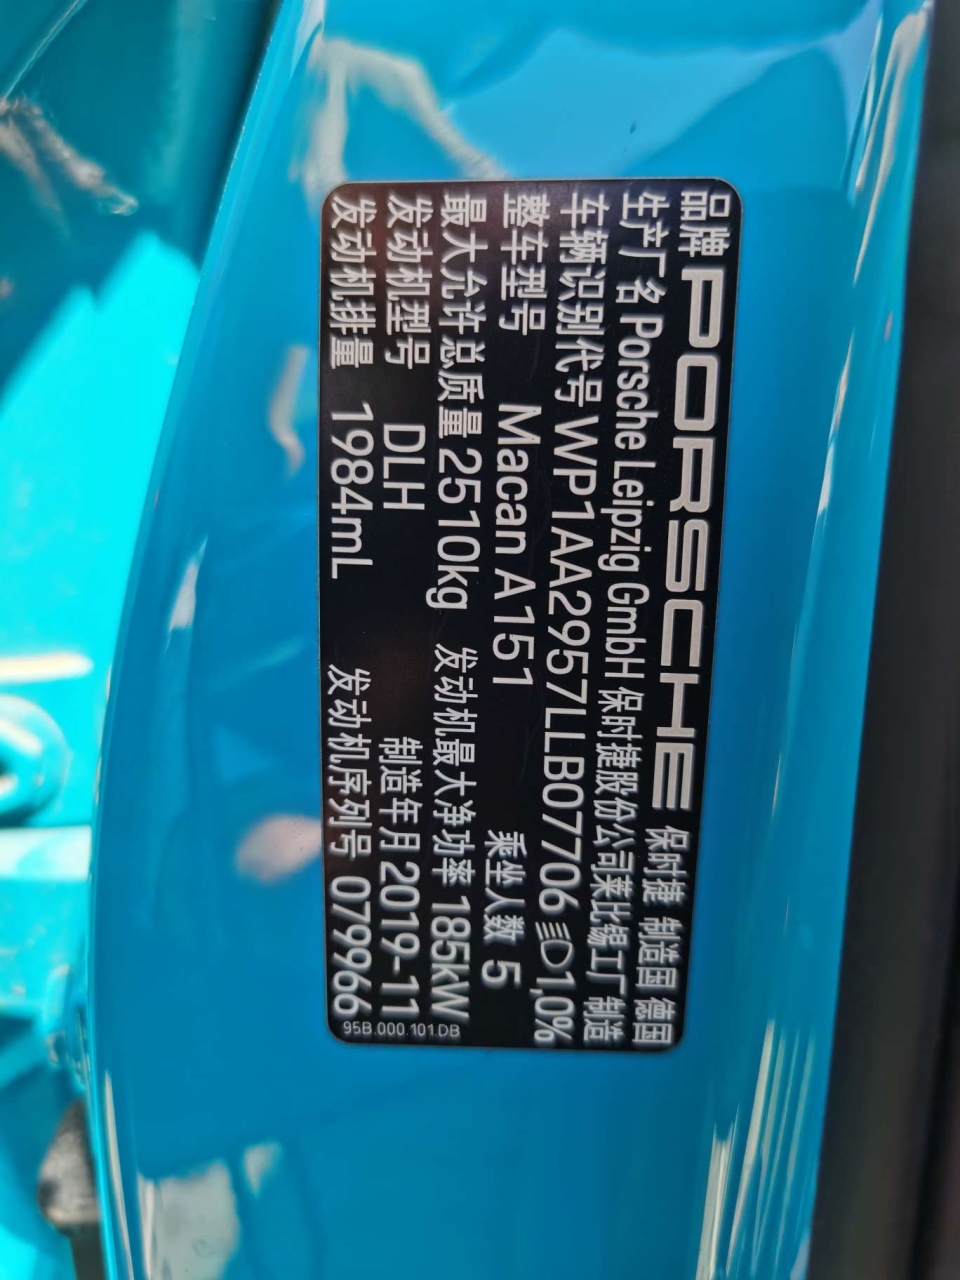 品牌 PORSCHE 保时捷 制造国 德国
生产厂名 Porsche Leipzig GmbH 保时捷股份公司莱比锡工厂 制造
车辆识别代号 WP1AA2957LLB07706 1,0%
整车型号 Macan A151 乘坐人数 5
最大允许总质量 2510kg 发动机最大净功率 185kW
发动机型号 DLH 制造年月 2019-11
发动机排量 1984mL 发动机序列号 079966
95B.000.101.DB